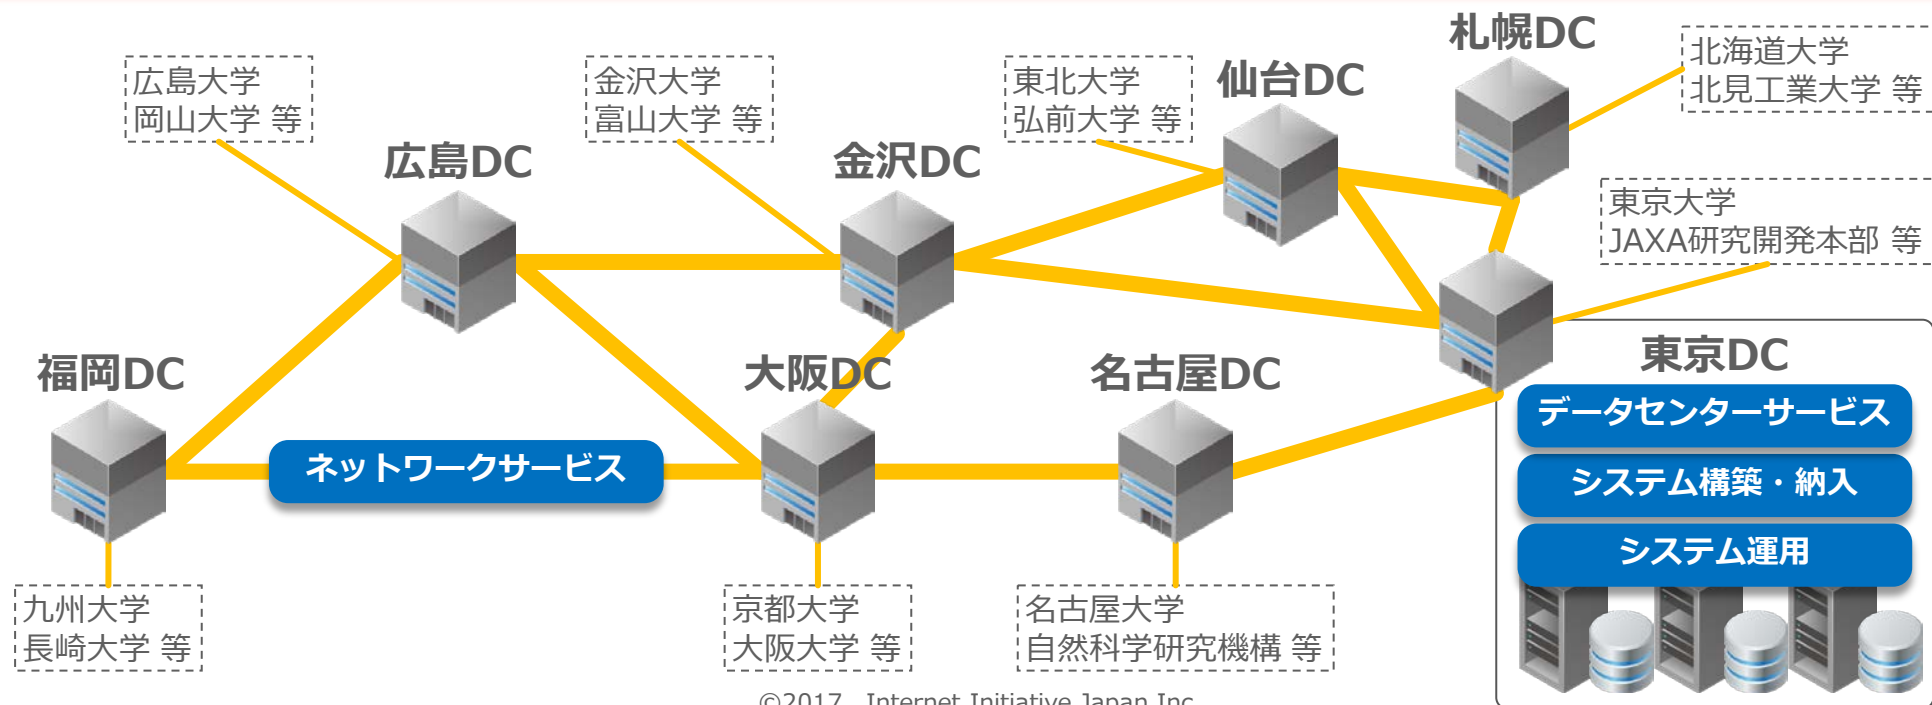 札幌DC
北海道大学
北見工業大学 等
広島大学
岡山大学 等
金沢大学
富山大学 等
東北大学
弘前大学 等
仙台DC
広島DC
金沢DC
東京大学
JAXA研究開発本部 等
福岡DC
大阪DC
名古屋DC
東京DC
データセンターサービス
ネットワークサービス
システム構築・納入
システム運用
九州大学
長崎大学 等
京都大学
大阪大学 等
名古屋大学
自然科学研究機構 等
©2017 Internet Initiative Japan Inc